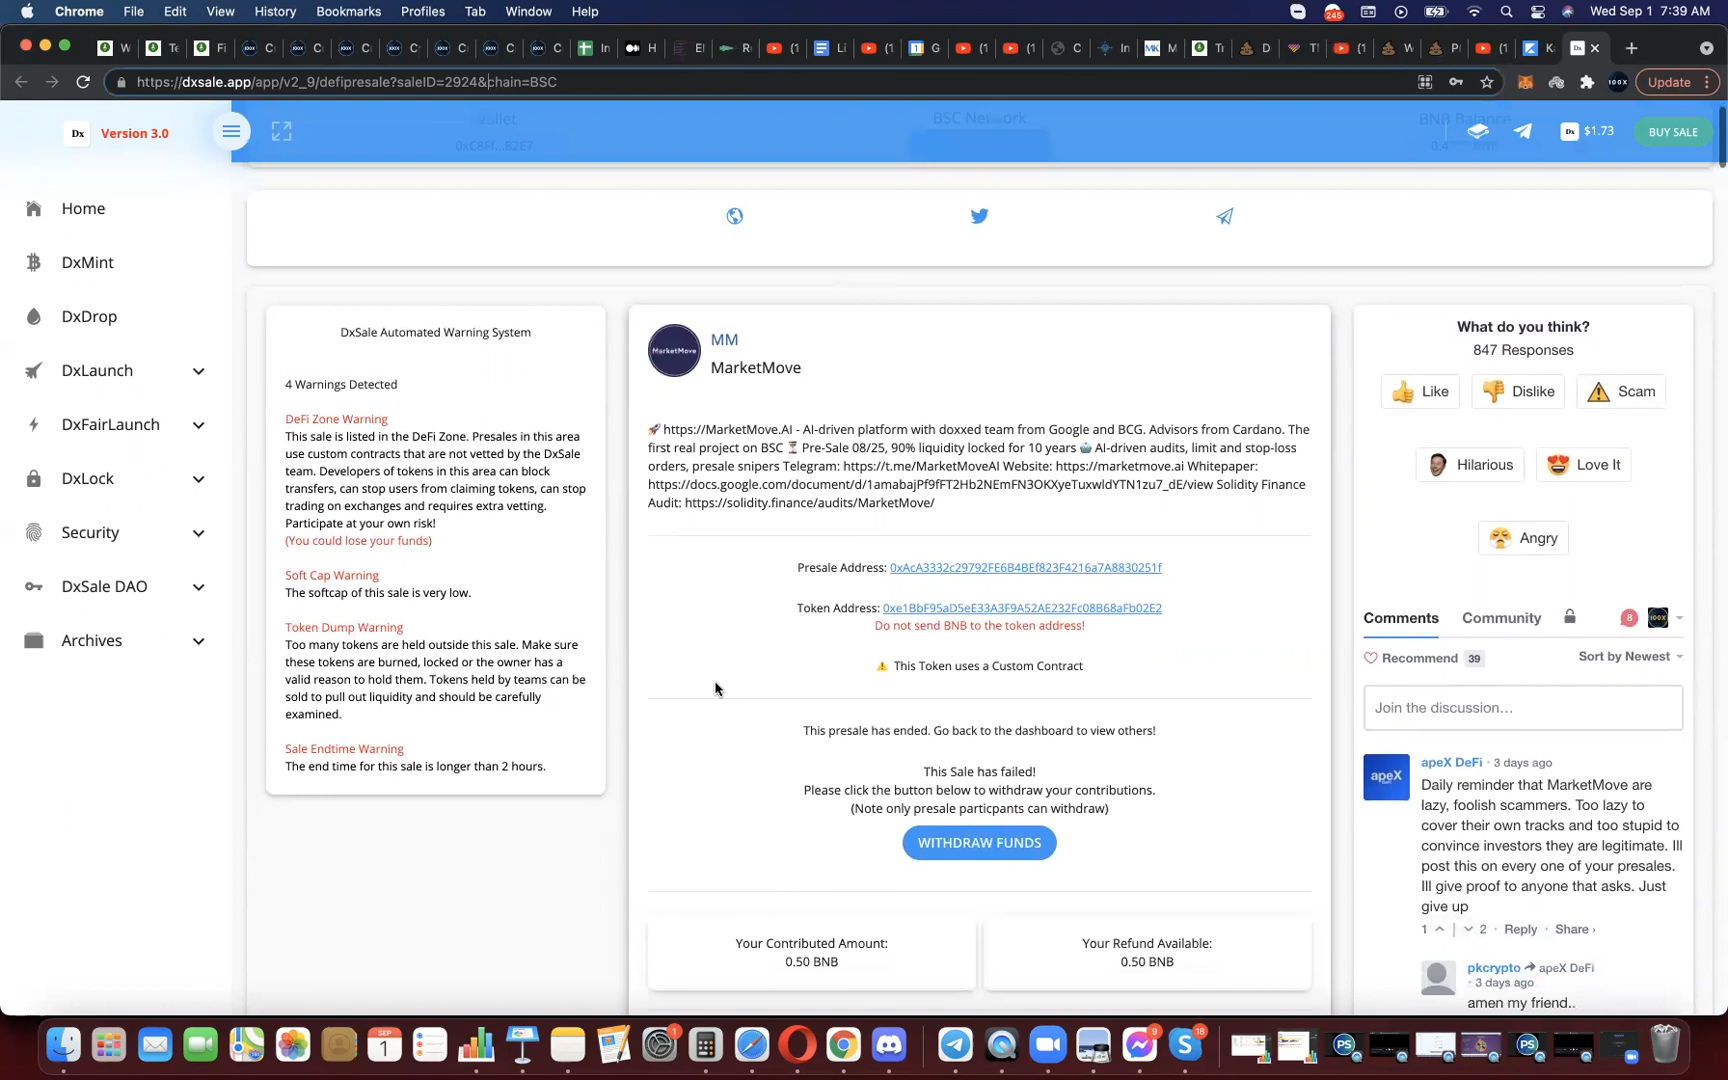 Chrome File Edit View History Bookmarks Profiles Tab Window Help
245
Wed Sep 1 7:39 AM
https://dxsale.app/app/v2_9/defipresale?saleID=2924&chain=BSC
Update
Dx Version 3.0
BSC Network
BNB Balance
Dx $1.73
BUY SALE
Home
DxMint
DxDrop
DxLaunch
DxFairLaunch
DxLock
Security
DxSale DAO
Archives
DxSale Automated Warning System
4 Warnings Detected
DeFi Zone Warning
This sale is listed in the DeFi Zone. Presales in this area
use custom contracts that are not vetted by the DxSale
team. Developers of tokens in this area can block
transfers, can stop users from claiming tokens, can stop
trading on exchanges and requires extra vetting.
Participate at your own risk!
(You could lose your funds)
Soft Cap Warning
The softcap of this sale is very low.
Token Dump Warning
Too many tokens are held outside this sale. Make sure
these tokens are burned, locked or the owner has a
valid reason to hold them. Tokens held by teams can be
sold to pull out liquidity and should be carefully
examined.
Sale Endtime Warning
The end time for this sale is longer than 2 hours.
MarketMove
MM
MarketMove
🚀 https://MarketMove.AI - AI-driven platform with doxxed team from Google and BCG. Advisors from Cardano. The
first real project on BSC ⏳ Pre-Sale 08/25, 90% liquidity locked for 10 years 🤖 AI-driven audits, limit and stop-loss
orders, presale snipers Telegram: https://t.me/MarketMoveAI Website: https://marketmove.ai Whitepaper:
https://docs.google.com/document/d/1amabajPf9fFT2Hb2NEmFN3OKXyeTuxwldYTN1zu7_dE/view Solidity Finance
Audit: https://solidity.finance/audits/MarketMove/
Presale Address: 0xAcA3332c29792FE6B4BEf823F4216a7A8830251f
Token Address: 0xe1BbF95aD5eE33A3F9A52AE232Fc08B68aFb02E2
Do not send BNB to the token address!
⚠ This Token uses a Custom Contract
This presale has ended. Go back to the dashboard to view others!
This Sale has failed!
Please click the button below to withdraw your contributions.
(Note only presale particpants can withdraw)
WITHDRAW FUNDS
Your Contributed Amount:
0.50 BNB
Your Refund Available:
0.50 BNB
What do you think?
847 Responses
Like
Dislike
Scam
Hilarious
Love It
Angry
Comments Community 8
Recommend 39
Sort by Newest
Join the discussion…
apeX
apeX DeFi · 3 days ago
Daily reminder that MarketMove are
lazy, foolish scammers. Too lazy to
cover their own tracks and too stupid to
convince investors they are legitimate. Ill
post this on every one of your presales.
Ill give proof to anyone that asks. Just
give up
1 2 · Reply · Share ›
pkcrypto apeX DeFi
· 3 days ago
amen my friend..
SEP
1
1
9
18
PS
PS